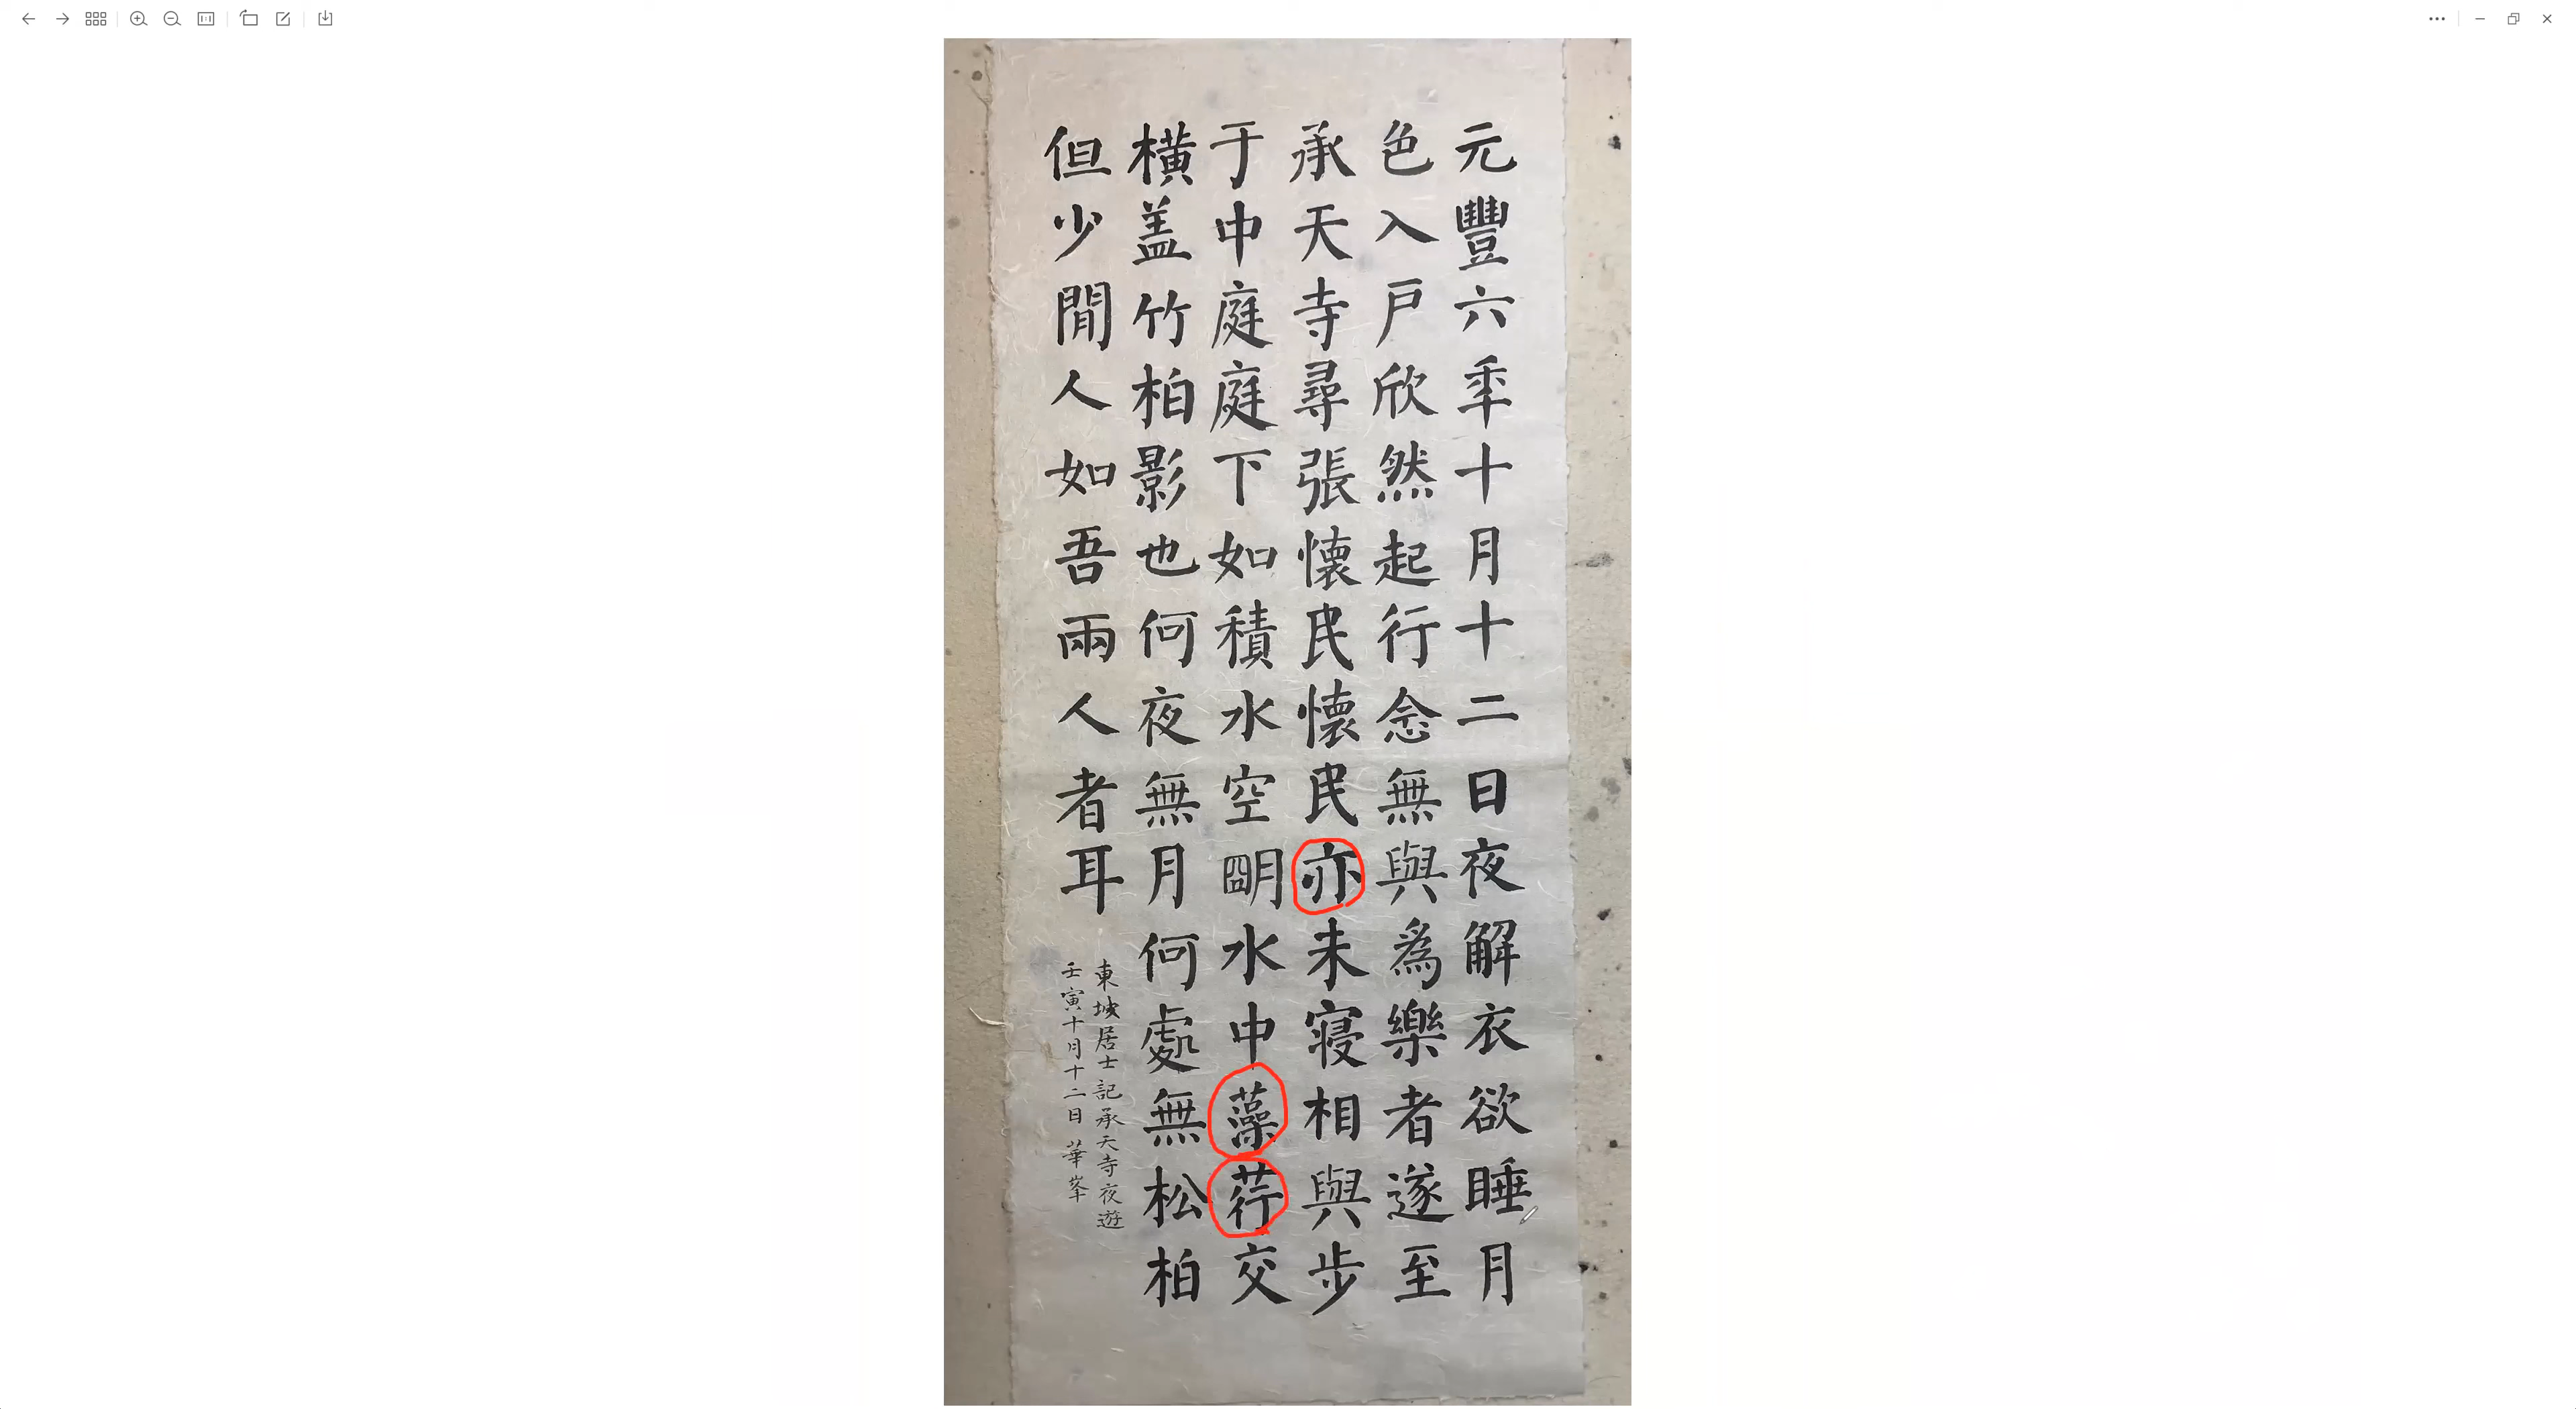 元豐六年十月十二日夜解衣欲睡月
色入戸欣然起行念無與為樂者遂至
承天寺尋張懷民懷民亦未寢相與步
于中庭庭下如積水空明水中藻荇交
橫盖竹柏影也何夜無月何處無松柏
但少閒人如吾兩人者耳
東坡居士記承天寺夜遊
壬寅十月十二日華峯